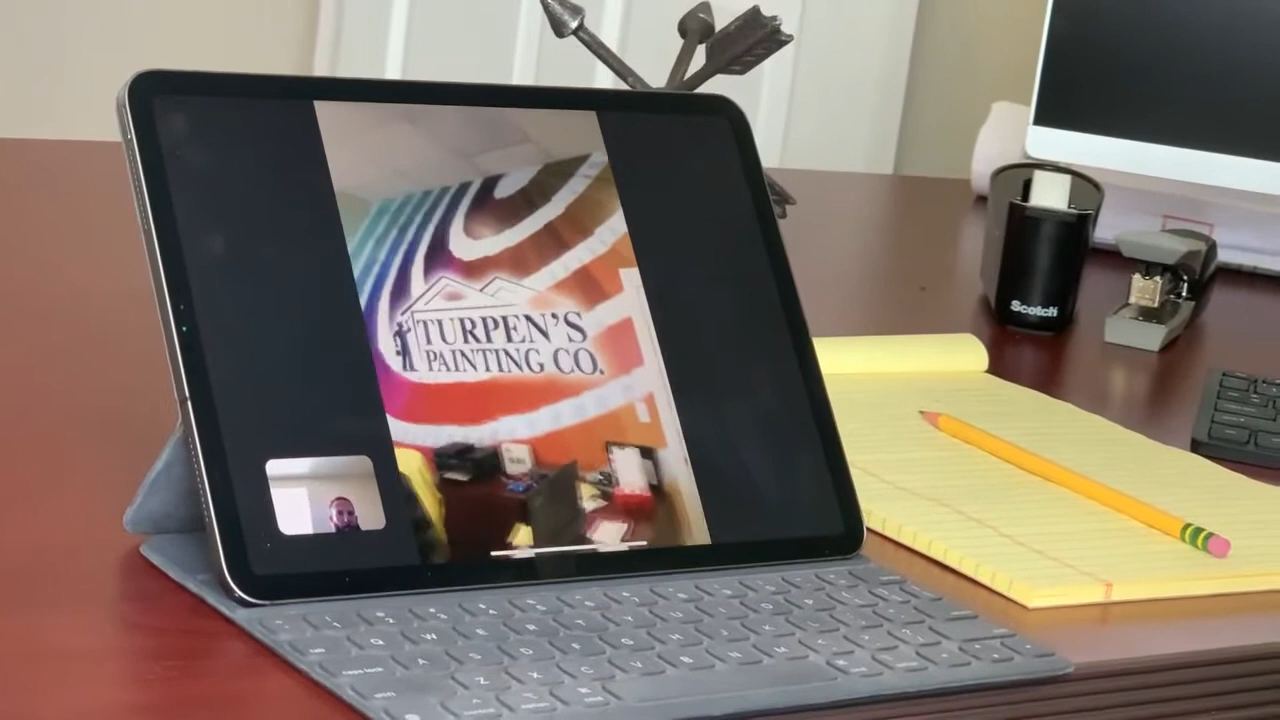 TURPEN'S
PAINTING CO.
Scotch
Q W E R T Y U I O P
A S D F G H J K L
Z X C V B N M